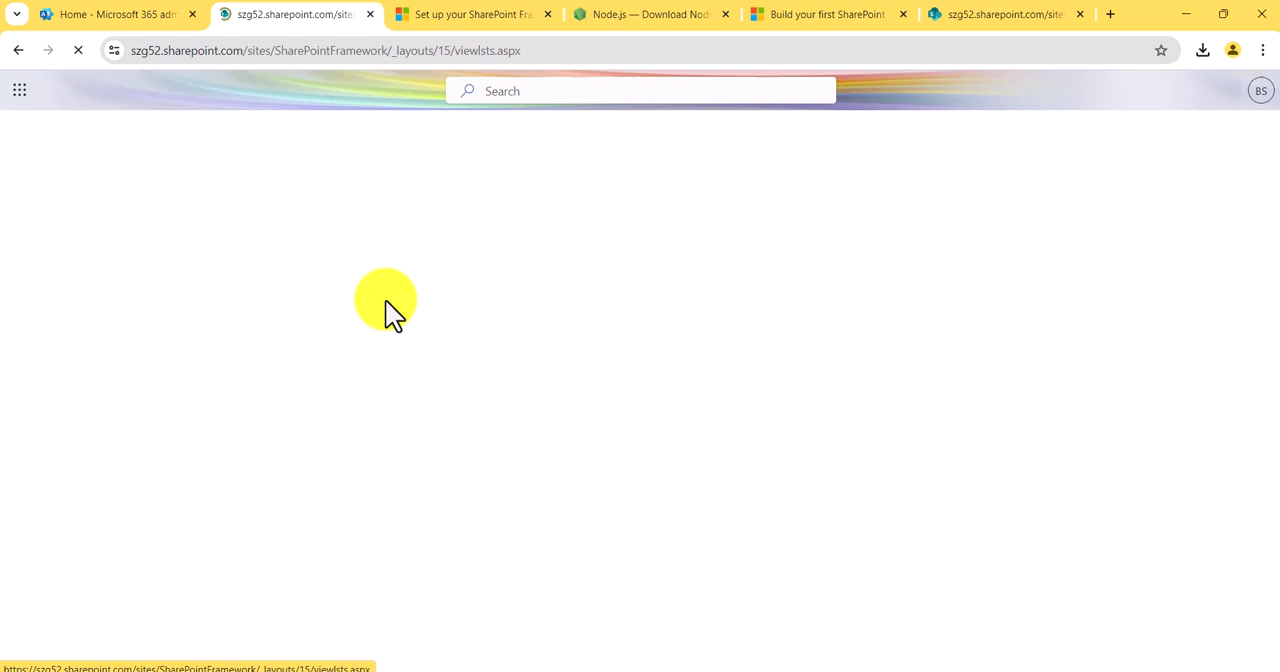 Home - Microsoft 365 adm
szg52.sharepoint.com/sites
Set up your SharePoint Fra
Node.js — Download Nod
Build your first SharePoint
szg52.sharepoint.com/sites
szg52.sharepoint.com/sites/SharePointFramework/_layouts/15/viewlsts.aspx
Search
BS
https://szg52.sharepoint.com/sites/SharePointFramework/_layouts/15/viewlsts.aspx